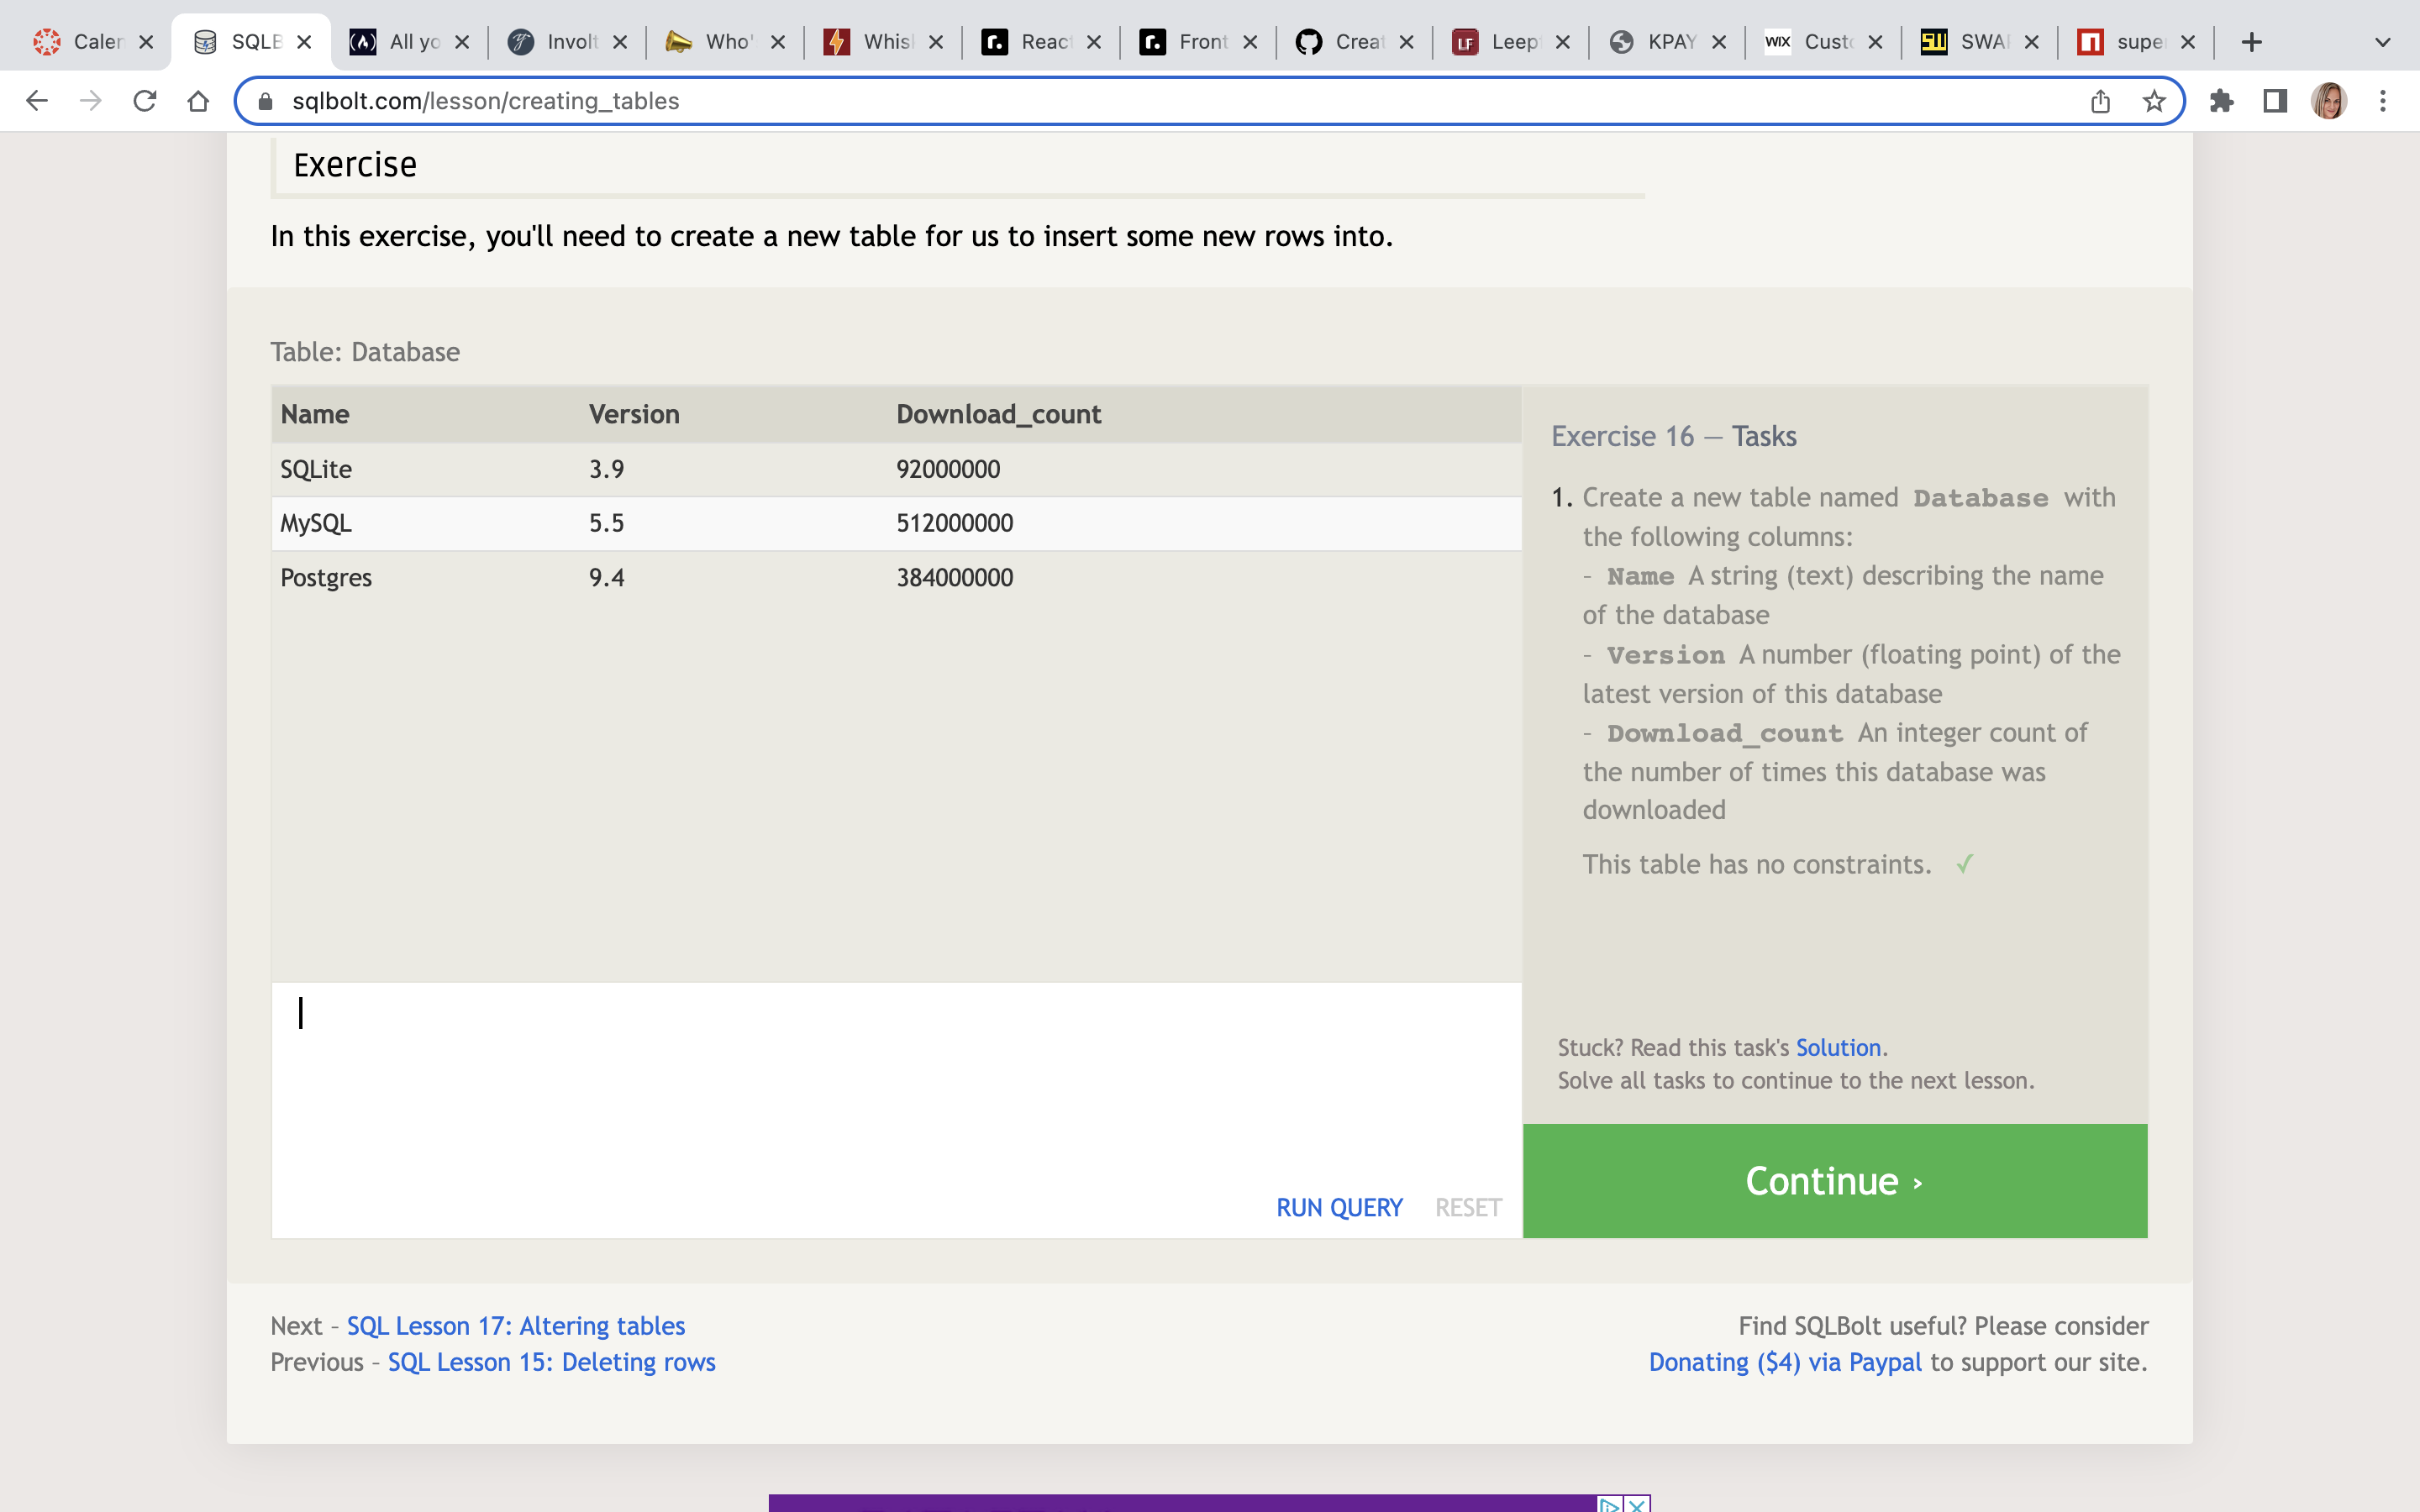 Caler
SQLB
All yo
Involt
Who'
Whis
Reac
Front
Creat
Leep
KPAY
WIX Custo
SWAP
supe
sqlbolt.com/lesson/creating_tables
Exercise
In this exercise, you'll need to create a new table for us to insert some new rows into.
Table: Database
Name Version Download_count
SQLite 3.9 92000000
MySQL 5.5 512000000
Postgres 9.4 384000000
Exercise 16 — Tasks
1. Create a new table named Database with
the following columns:
- Name A string (text) describing the name
of the database
- Version A number (floating point) of the
latest version of this database
- Download_count An integer count of
the number of times this database was
downloaded
This table has no constraints. ✓
Stuck? Read this task's Solution.
Solve all tasks to continue to the next lesson.
RUN QUERY RESET
Continue ›
Next – SQL Lesson 17: Altering tables
Previous – SQL Lesson 15: Deleting rows
Find SQLBolt useful? Please consider
Donating ($4) via Paypal to support our site.